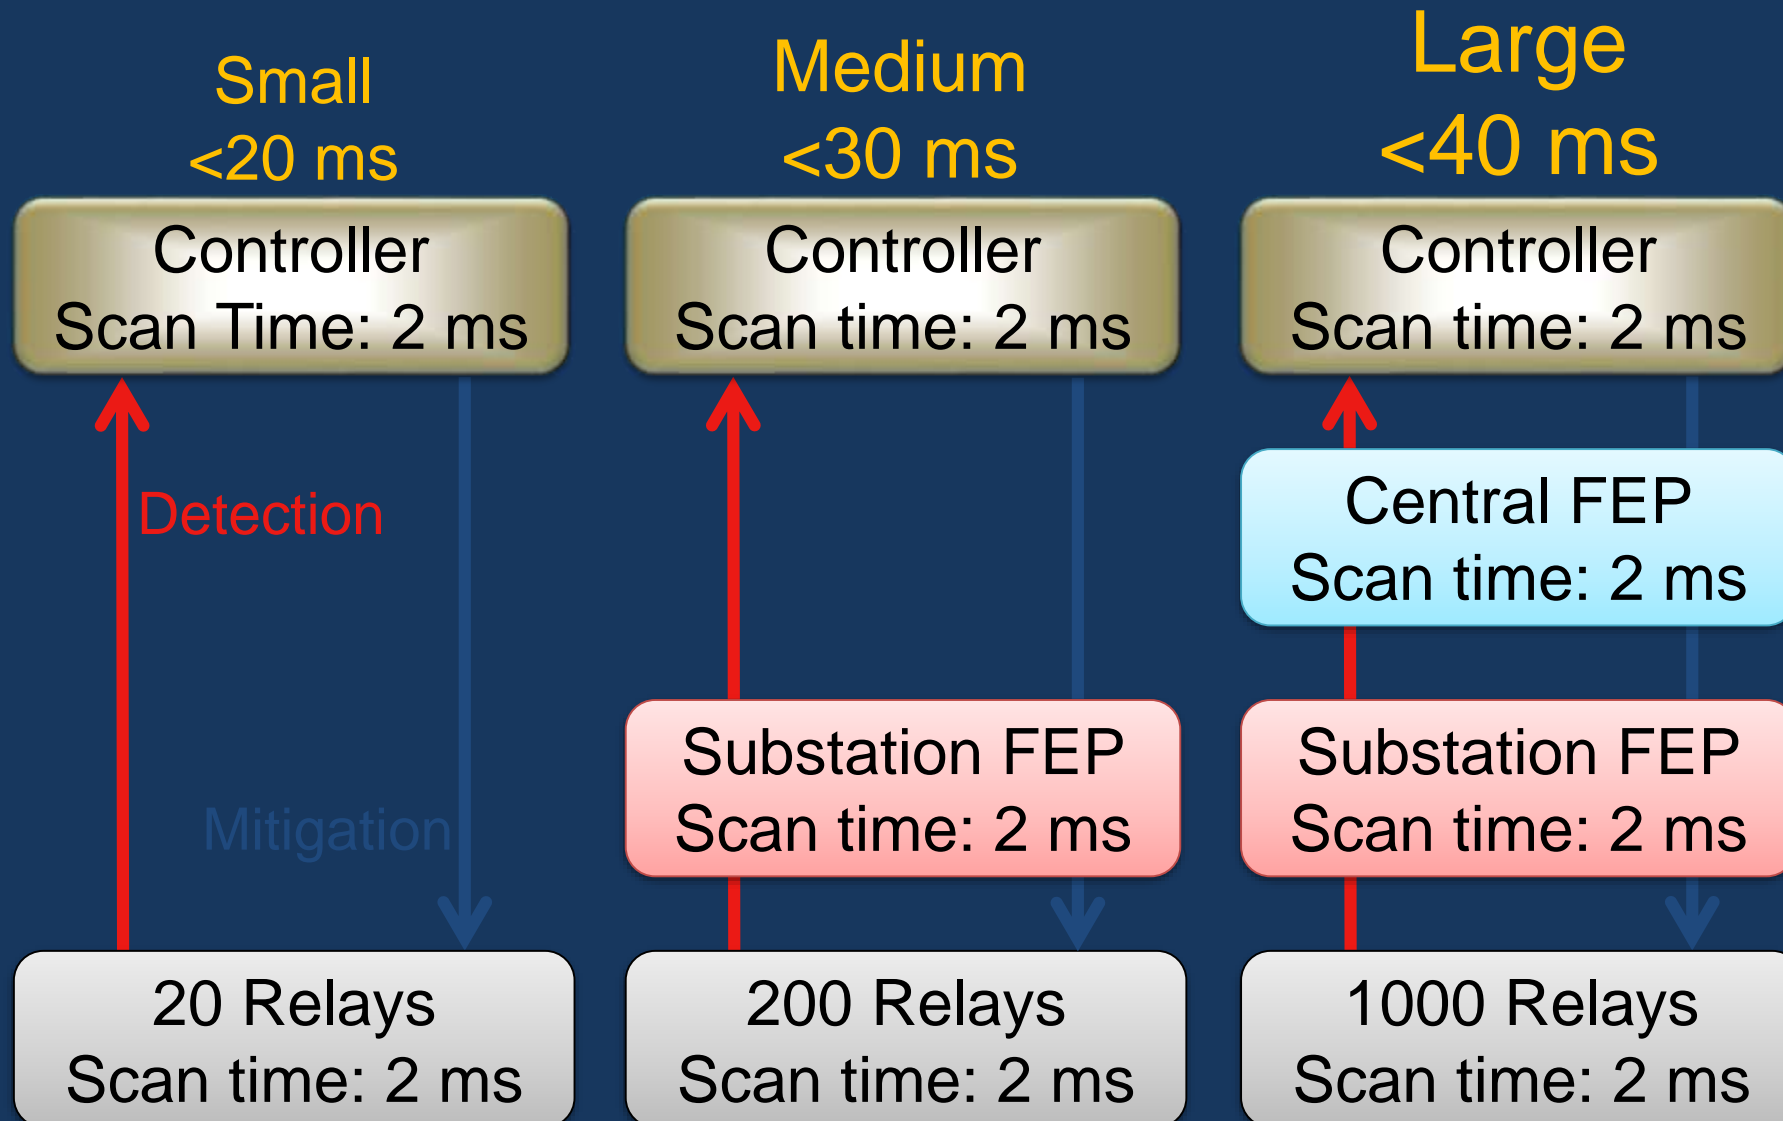 Small
<20 ms
Controller
Scan Time: 2 ms
Detection
Mitigation
20 Relays
Scan time: 2 ms
Medium
<30 ms
Controller
Scan time: 2 ms
Substation FEP
Scan time: 2 ms
200 Relays
Scan time: 2 ms
Large
<40 ms
Controller
Scan time: 2 ms
Central FEP
Scan time: 2 ms
Substation FEP
Scan time: 2 ms
1000 Relays
Scan time: 2 ms